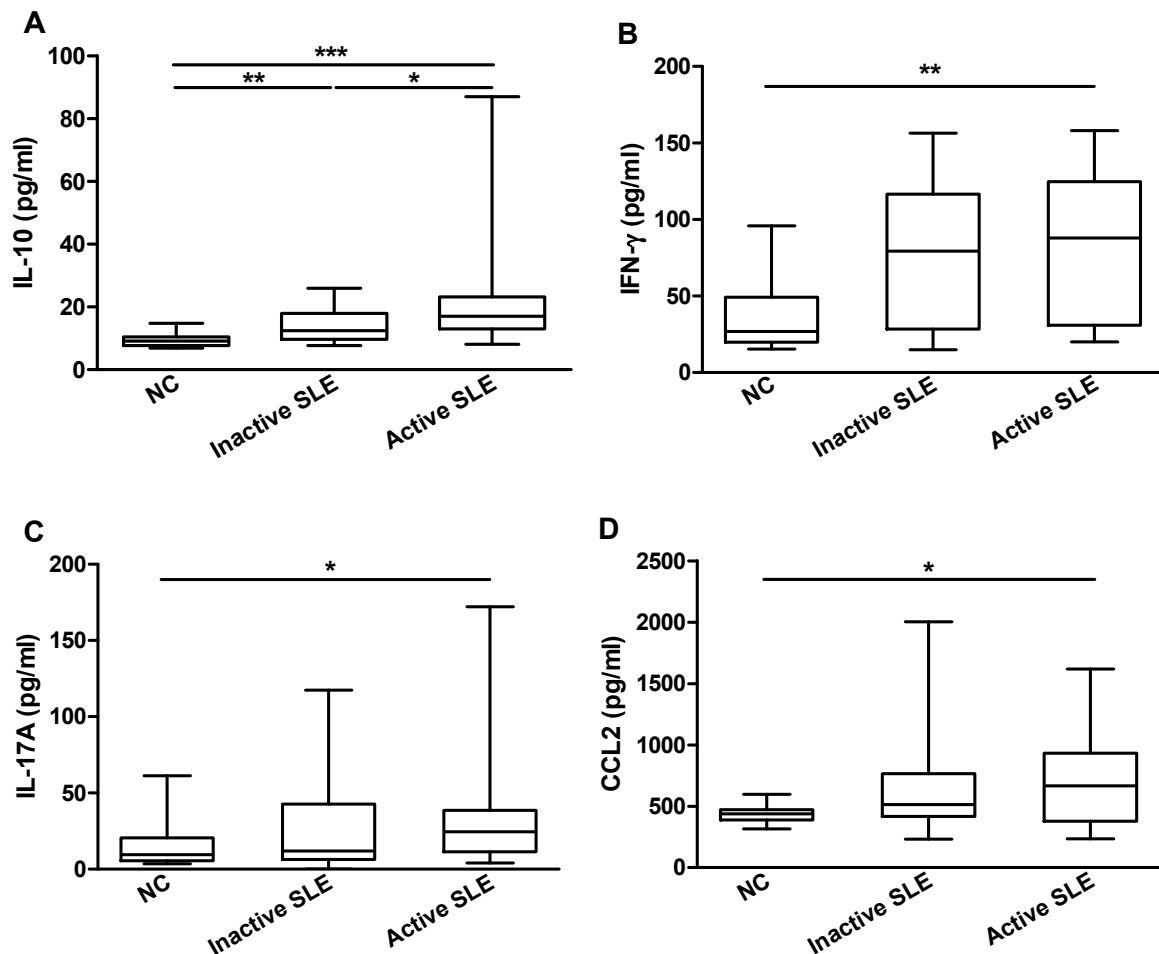 A
IL-10 (pg/ml)
100
80
60
40
20
0
***
** *
NC
Inactive SLE
Active SLE
B
IFN-γ (pg/ml)
200
150
100
50
0
**
NC
Inactive SLE
Active SLE
C
IL-17A (pg/ml)
200
150
100
50
0
*
NC
Inactive SLE
Active SLE
D
CCL2 (pg/ml)
2500
2000
1500
1000
500
0
*
NC
Inactive SLE
Active SLE